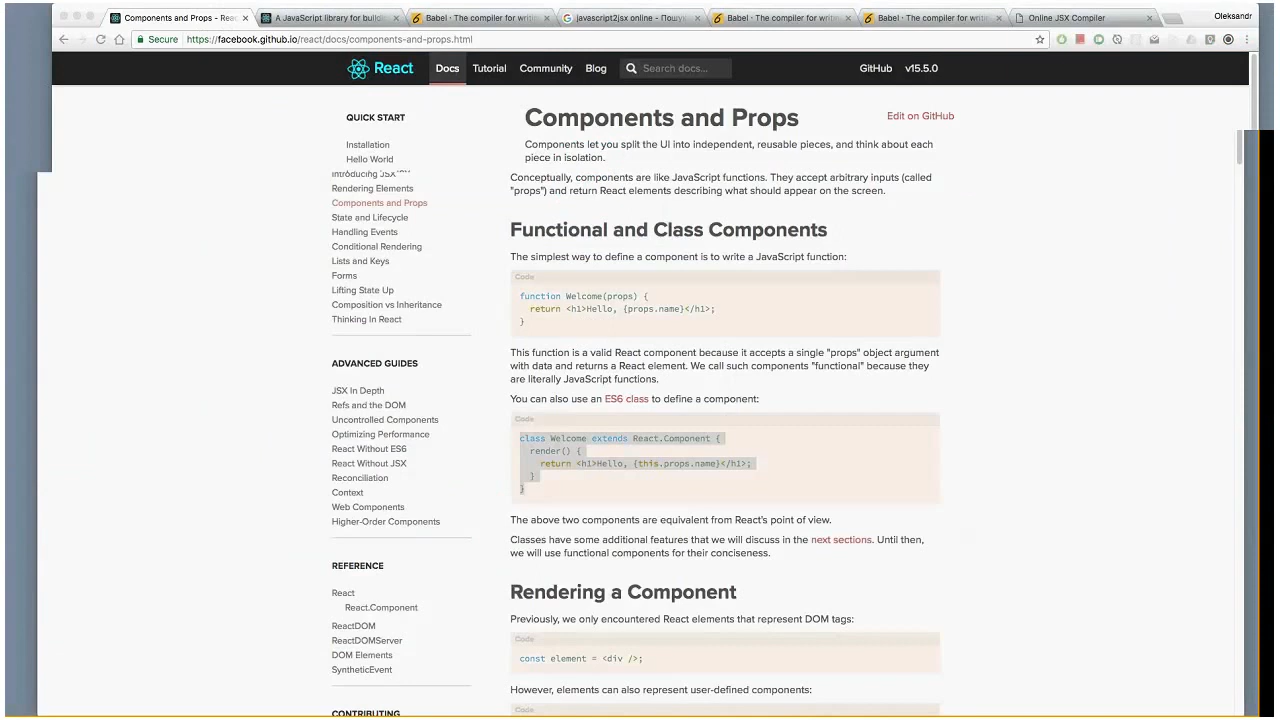 Components and Props - Reac
A JavaScript library for buildin
Babel · The compiler for writin
javascript2jsx online - Пошук
Babel · The compiler for writin
Babel · The compiler for writin
Online JSX Compiler
Oleksandr
Secure
https://facebook.github.io/react/docs/components-and-props.html
React
Docs
Tutorial
Community
Blog
Search docs...
GitHub
v15.5.0
QUICK START
Installation
Hello World
Introducing JSX
Rendering Elements
Components and Props
State and Lifecycle
Handling Events
Conditional Rendering
Lists and Keys
Forms
Lifting State Up
Composition vs Inheritance
Thinking In React
ADVANCED GUIDES
JSX In Depth
Refs and the DOM
Uncontrolled Components
Optimizing Performance
React Without ES6
React Without JSX
Reconciliation
Context
Web Components
Higher-Order Components
REFERENCE
React
React.Component
ReactDOM
ReactDOMServer
DOM Elements
SyntheticEvent
CONTRIBUTING
Components and Props
Edit on GitHub
Components let you split the UI into independent, reusable pieces, and think about each
piece in isolation.
Conceptually, components are like JavaScript functions. They accept arbitrary inputs (called
"props") and return React elements describing what should appear on the screen.
Functional and Class Components
The simplest way to define a component is to write a JavaScript function:
Code
function Welcome(props) {
return <h1>Hello, {props.name}</h1>;
}
This function is a valid React component because it accepts a single "props" object argument
with data and returns a React element. We call such components "functional" because they
are literally JavaScript functions.
You can also use an ES6 class to define a component:
Code
class Welcome extends React.Component {
render() {
return <h1>Hello, {this.props.name}</h1>;
}
}
The above two components are equivalent from React's point of view.
Classes have some additional features that we will discuss in the next sections. Until then,
we will use functional components for their conciseness.
Rendering a Component
Previously, we only encountered React elements that represent DOM tags:
Code
const element = <div />;
However, elements can also represent user-defined components:
Code